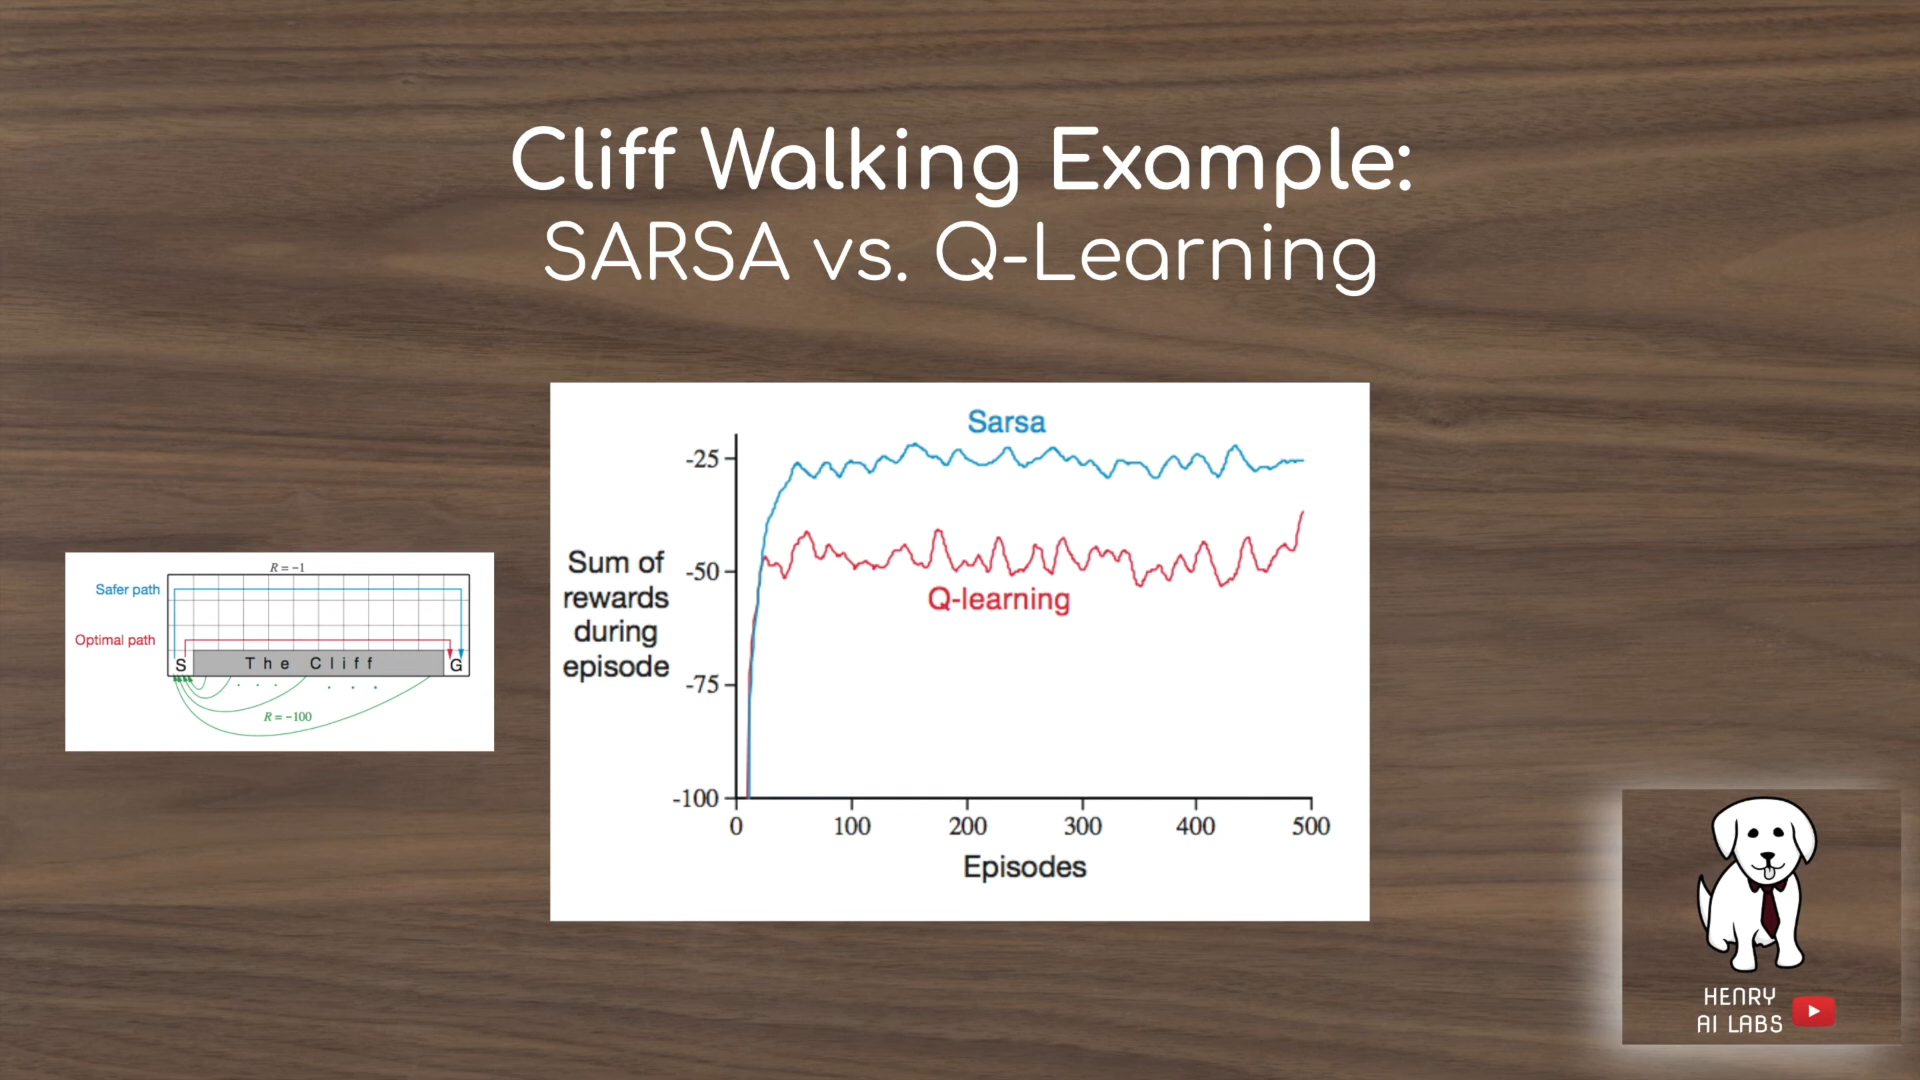 Cliff Walking Example:
SARSA vs. Q-Learning
R = −1
Safer path
Optimal path
S
The Cliff
G
R = −100
Sarsa
-25
-50
-75
-100
Sum of
rewards
during
episode
Q-learning
0 100 200 300 400 500
Episodes
HENRY
AI LABS